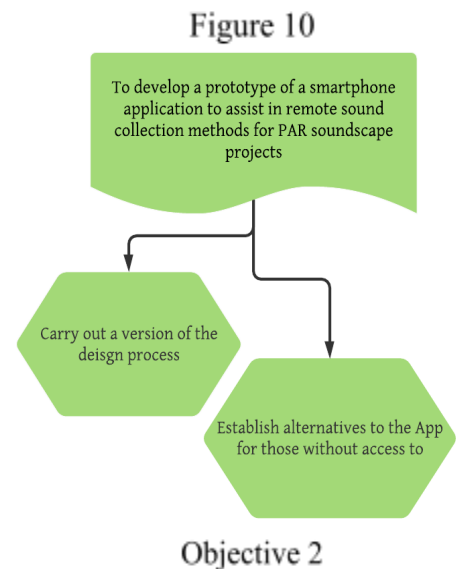 Figure 10
To develop a prototype of a smartphone
application to assist in remote sound
collection methods for PAR soundscape
projects
Carry out a version of the
deisgn process
Establish alternatives to the App
for those without access to
Objective 2